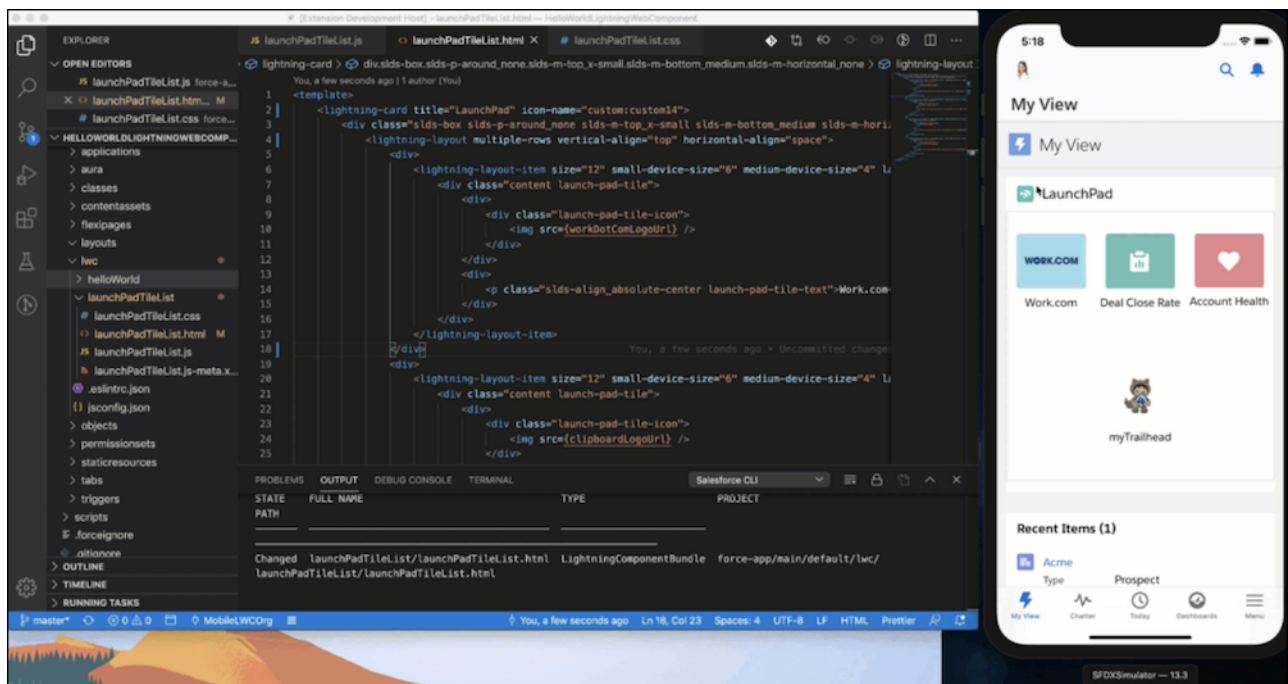 [Extension Development Host] - launchPadTileList.html — HelloWorldLightningWebComponent
EXPLORER
OPEN EDITORS
JS launchPadTileList.js force-a...
launchPadTileList.htm... M
# launchPadTileList.css force...
HELLOWORLDLIGHTNINGWEBCOMP...
applications
aura
classes
contentassets
flexipages
layouts
lwc
helloWorld
launchPadTileList
# launchPadTileList.css
launchPadTileList.html M
JS launchPadTileList.js
launchPadTileList.js-meta.x...
.eslintrc.json
jsconfig.json
objects
permissionsets
staticresources
tabs
triggers
scripts
.forceignore
.gitignore
OUTLINE
TIMELINE
RUNNING TASKS
JS launchPadTileList.js
launchPadTileList.html
# launchPadTileList.css
lightning-card > div.slds-box.slds-p-around_none.slds-m-top_x-small.slds-m-bottom_medium.slds-m-horizontal_none > lightning-layout
You, a few seconds ago | 1 author (You)
1 <template>
2 <lightning-card title="LaunchPad" icon-name="custom:custom14">
3 <div class="slds-box slds-p-around_none slds-m-top_x-small slds-m-bottom_medium slds-m-hori
4 <lightning-layout multiple-rows vertical-align="top" horizontal-align="space">
5 <div>
6 <lightning-layout-item size="12" small-device-size="6" medium-device-size="4" la
7 <div class="content launch-pad-tile">
8 <div>
9 <div class="launch-pad-tile-icon">
10 <img src={workDotComLogoUrl} />
11 </div>
12 </div>
13 <div>
14 <p class="slds-align_absolute-center launch-pad-tile-text">Work.com
15 </div>
16 </div>
17 </lightning-layout-item>
18 </div> You, a few seconds ago • Uncommitted change
19 <div>
20 <lightning-layout-item size="12" small-device-size="6" medium-device-size="4" la
21 <div class="content launch-pad-tile">
22 <div>
23 <div class="launch-pad-tile-icon">
24 <img src={clipboardLogoUrl} />
25 </div>
PROBLEMS OUTPUT DEBUG CONSOLE TERMINAL
Salesforce CLI
STATE FULL NAME TYPE PROJECT
PATH
Changed launchPadTileList/launchPadTileList.html LightningComponentBundle force-app/main/default/lwc/
launchPadTileList/launchPadTileList.html
master* 0 0 MobileLWCOrg You, a few seconds ago Ln 18, Col 23 Spaces: 4 UTF-8 LF HTML Prettier
5:18
My View
My View
LaunchPad
WORK.COM
Work.com Deal Close Rate Account Health
myTrailhead
Recent Items (1)
Acme
Type Prospect
My View Chatter Today Dashboards Menu
SFDXSimulator — 13.3